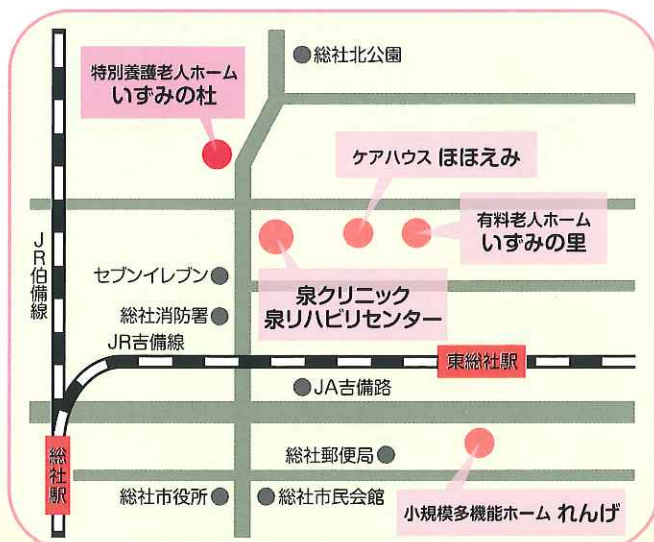 総社北公園
特別養護老人ホーム
いずみの杜
ケアハウス ほほえみ
有料老人ホーム
いずみの里
JR伯備線
セブンイレブン
泉クリニック
泉リハビリセンター
総社消防署
JR吉備線
東総社駅
JA吉備路
総社駅
総社郵便局
総社市役所
総社市民会館
小規模多機能ホーム れんげ